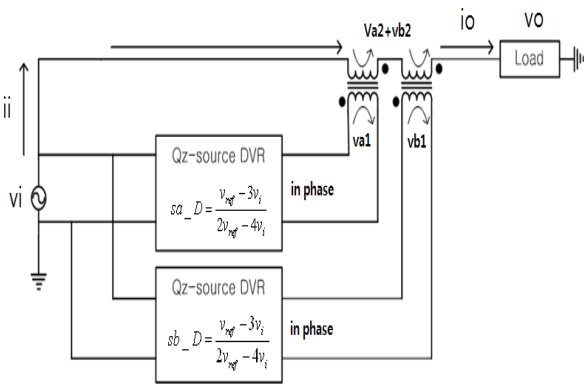 Va2+vb2
io
vo
Load
ii
va1
vb1
Qz-source DVR
sa_D = (v_ref − 3v_i) / (2v_ref − 4v_i)
in phase
vi
Qz-source DVR
sb_D = (v_ref − 3v_i) / (2v_ref − 4v_i)
in phase